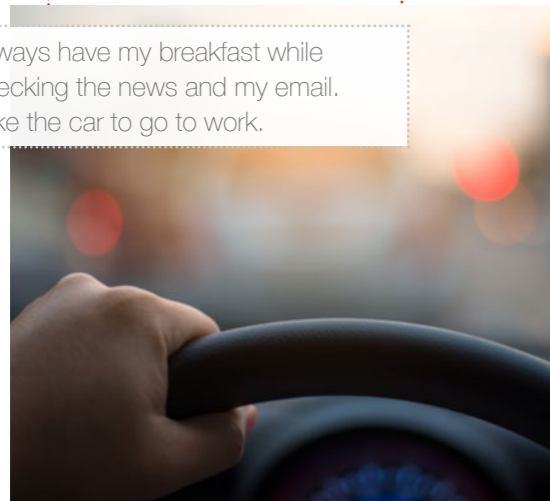 ways have my breakfast while
ecking the news and my email.
ke the car to go to work.